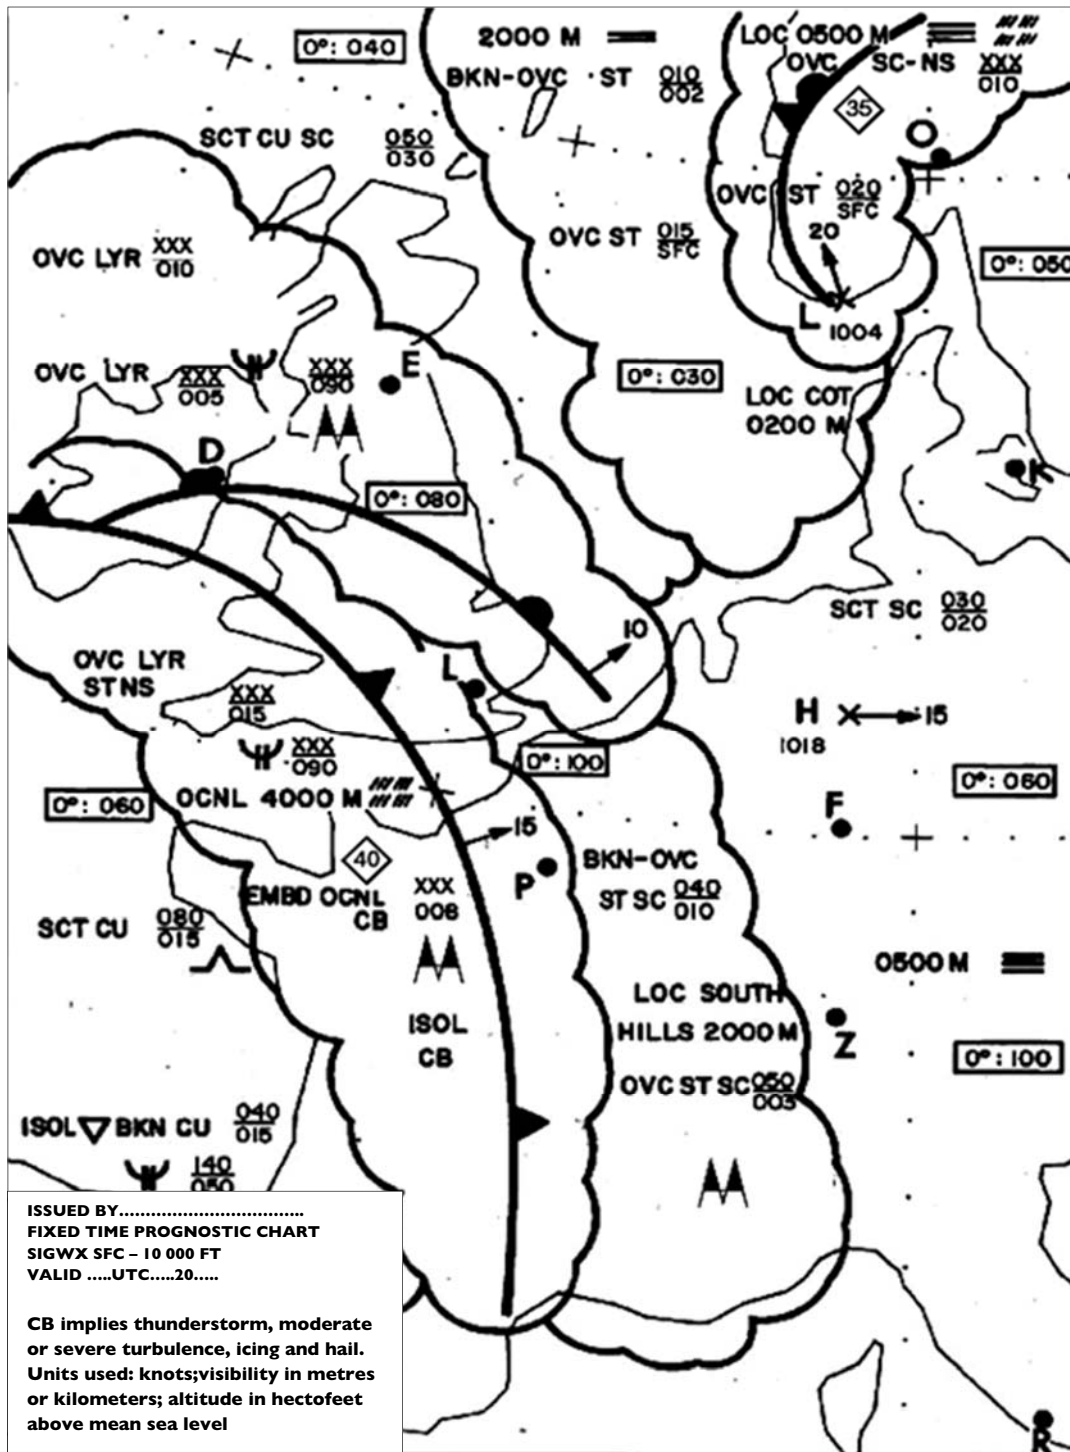 0°: 040
2000 M
LOC 0500 M
BKN-OVC ST 010
002
OVC SC-NS XXX
010
35
SCT CU SC 050
030
O
OVC ST 020
SFC
OVC LYR XXX
010
OVC ST 015
SFC
20
0°: 050
L
1004
OVC LYR XXX
005
XXX
090
E
0°: 030
LOC COT
0200 M
D
K
0°: 080
SCT SC 030
020
10
OVC LYR
ST NS
XXX
015
L
H
15
1018
XXX
090
0°: 100
0°: 060
OCNL 4000 M
0°: 060
F
15
40
BKN-OVC
P
EMBD OCNL
CB
XXX
008
ST SC 040
010
SCT CU 080
015
0500 M
LOC SOUTH
HILLS 2000 M
ISOL
CB
Z
0°: 100
OVC ST SC 050
003
ISOL BKN CU 040
015
140
050
ISSUED BY...................................
FIXED TIME PROGNOSTIC CHART
SIGWX SFC – 10 000 FT
VALID .....UTC.....20.....
CB implies thunderstorm, moderate
or severe turbulence, icing and hail.
Units used: knots;visibility in metres
or kilometers; altitude in hectofeet
above mean sea level
R